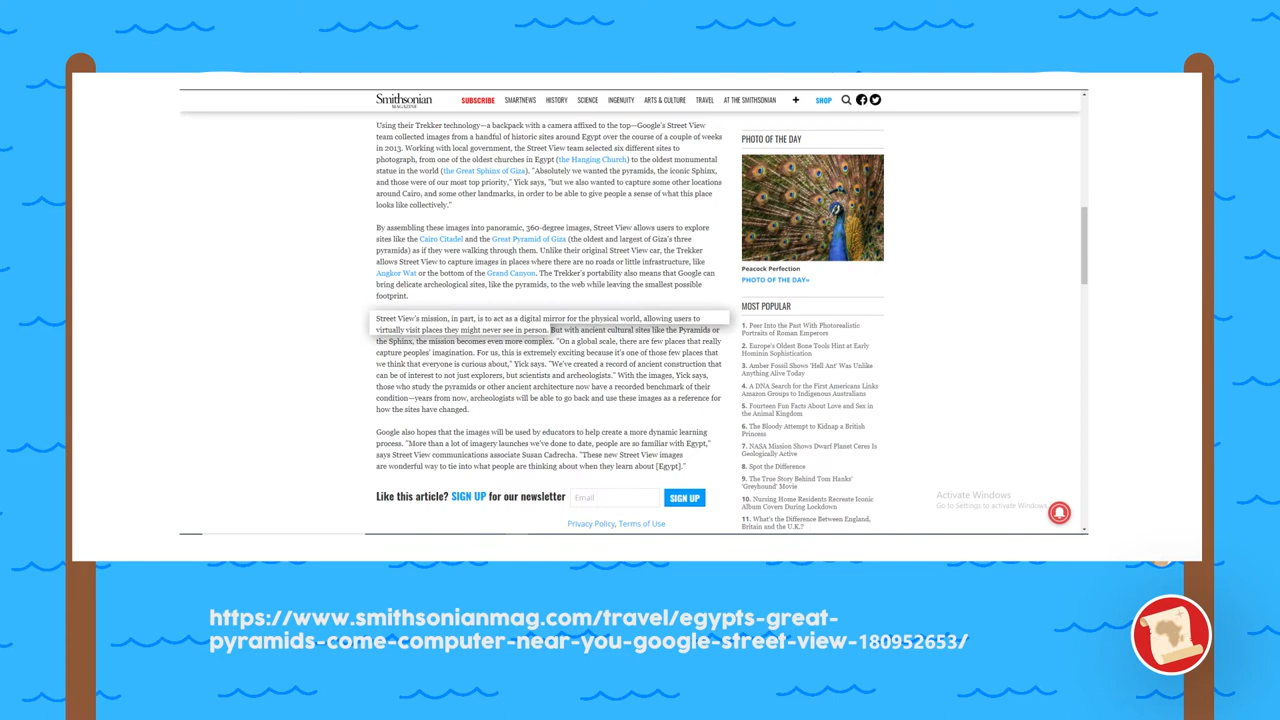 Smithsonian
MAGAZINE
SUBSCRIBE SMARTNEWS HISTORY SCIENCE INGENUITY ARTS & CULTURE TRAVEL AT THE SMITHSONIAN + SHOP
Using their Trekker technology—a backpack with a camera affixed to the top—Google's Street View
team collected images from a handful of historic sites around Egypt over the course of a couple of weeks
in 2013. Working with local government, the Street View team selected six different sites to
photograph, from one of the oldest churches in Egypt (the Hanging Church) to the oldest monumental
statue in the world (the Great Sphinx of Giza). "Absolutely we wanted the pyramids, the iconic Sphinx,
and those were of our most top priority," Yick says, "but we also wanted to capture some other locations
around Cairo, and some other landmarks, in order to be able to give people a sense of what this place
looks like collectively."
By assembling these images into panoramic, 360-degree images, Street View allows users to explore
sites like the Cairo Citadel and the Great Pyramid of Giza (the oldest and largest of Giza's three
pyramids) as if they were walking through them. Unlike their original Street View car, the Trekker
allows Street View to capture images in places where there are no roads or little infrastructure, like
Angkor Wat or the bottom of the Grand Canyon. The Trekker's portability also means that Google can
bring delicate archeological sites, like the pyramids, to the web while leaving the smallest possible
footprint.
Street View's mission, in part, is to act as a digital mirror for the physical world, allowing users to
virtually visit places they might never see in person. But with ancient cultural sites like the Pyramids or
the Sphinx, the mission becomes even more complex. "On a global scale, there are few places that really
capture peoples' imagination. For us, this is extremely exciting because it's one of those few places that
we think that everyone is curious about," Yick says. "We've created a record of ancient construction that
can be of interest to not just explorers, but scientists and archeologists." With the images, Yick says,
those who study the pyramids or other ancient architecture now have a recorded benchmark of their
condition—years from now, archeologists will be able to go back and use these images as a reference for
how the sites have changed.
Google also hopes that the images will be used by educators to help create a more dynamic learning
process. "More than a lot of imagery launches we've done to date, people are so familiar with Egypt,"
says Street View communications associate Susan Cadrecha. "These new Street View images
are wonderful way to tie into what people are thinking about when they learn about [Egypt]."
Like this article? SIGN UP for our newsletter Email SIGN UP
Privacy Policy, Terms of Use
PHOTO OF THE DAY
Peacock Perfection
PHOTO OF THE DAY»
MOST POPULAR
1. Peer Into the Past With Photorealistic
Portraits of Roman Emperors
2. Europe's Oldest Bone Tools Hint at Early
Hominin Sophistication
3. Amber Fossil Shows 'Hell Ant' Was Unlike
Anything Alive Today
4. A DNA Search for the First Americans Links
Amazon Groups to Indigenous Australians
5. Fourteen Fun Facts About Love and Sex in
the Animal Kingdom
6. The Bloody Attempt to Kidnap a British
Princess
7. NASA Mission Shows Dwarf Planet Ceres Is
Geologically Active
8. Spot the Difference
9. The True Story Behind Tom Hanks'
'Greyhound' Movie
10. Nursing Home Residents Recreate Iconic
Album Covers During Lockdown
11. What's the Difference Between England,
Britain and the U.K.?
Activate Windows
Go to Settings to activate Windows.
https://www.smithsonianmag.com/travel/egypts-great-
pyramids-come-computer-near-you-google-street-view-180952653/